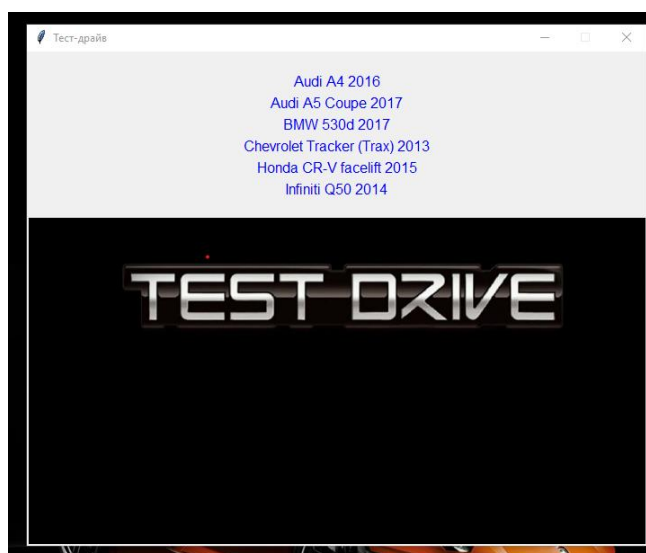 Тест-драйв
Audi A4 2016
Audi A5 Coupe 2017
BMW 530d 2017
Chevrolet Tracker (Trax) 2013
Honda CR-V facelift 2015
Infiniti Q50 2014
TEST DRIVE